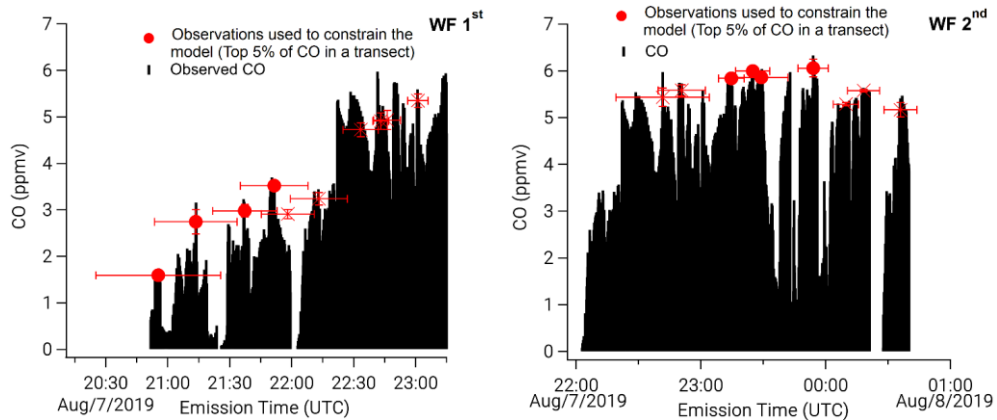 WF 1st
Observations used to constrain the
model (Top 5% of CO in a transect)
Observed CO
CO (ppmv)
7
6
5
4
3
2
1
0
20:30
21:00
21:30
22:00
22:30
23:00
Aug/7/2019
Emission Time (UTC)
WF 2nd
Observations used to constrain the
model (Top 5% of CO in a transect)
CO
CO (ppmv)
7
6
5
4
3
2
1
0
22:00
23:00
00:00
01:00
Aug/7/2019
Emission Time (UTC)
Aug/8/2019